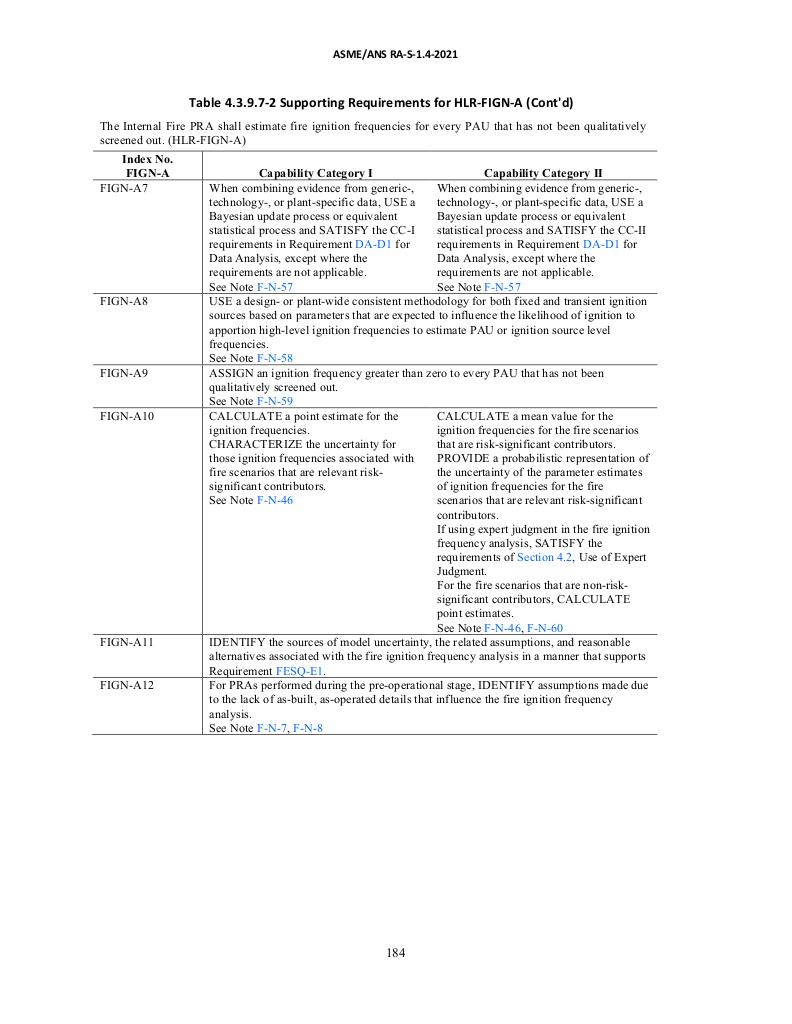 ASME/ANS RA-S-1.4-2021
Table 4.3.9.7-2 Supporting Requirements for HLR-FIGN-A (Cont'd)
The Internal Fire PRA shall estimate fire ignition frequencies for every PAU that has not been qualitatively
screened out. (HLR-FIGN-A)
Index No.
FIGN-A
Capability Category I
Capability Category II
FIGN-A7
When combining evidence from generic-,
technology-, or plant-specific data, USE a
Bayesian update process or equivalent
statistical process and SATISFY the CC-I
requirements in Requirement DA-D1 for
Data Analysis, except where the
requirements are not applicable.
See Note F-N-57
When combining evidence from generic-,
technology-, or plant-specific data, USE a
Bayesian update process or equivalent
statistical process and SATISFY the CC-II
requirements in Requirement DA-D1 for
Data Analysis, except where the
requirements are not applicable.
See Note F-N-57
FIGN-A8
USE a design- or plant-wide consistent methodology for both fixed and transient ignition
sources based on parameters that are expected to influence the likelihood of ignition to
apportion high-level ignition frequencies to estimate PAU or ignition source level
frequencies.
See Note F-N-58
FIGN-A9
ASSIGN an ignition frequency greater than zero to every PAU that has not been
qualitatively screened out.
See Note F-N-59
FIGN-A10
CALCULATE a point estimate for the
ignition frequencies.
CHARACTERIZE the uncertainty for
those ignition frequencies associated with
fire scenarios that are relevant risk-
significant contributors.
See Note F-N-46
CALCULATE a mean value for the
ignition frequencies for the fire scenarios
that are risk-significant contributors.
PROVIDE a probabilistic representation of
the uncertainty of the parameter estimates
of ignition frequencies for the fire
scenarios that are relevant risk-significant
contributors.
If using expert judgment in the fire ignition
frequency analysis, SATISFY the
requirements of Section 4.2, Use of Expert
Judgment.
For the fire scenarios that are non-risk-
significant contributors, CALCULATE
point estimates.
See Note F-N-46, F-N-60
FIGN-A11
IDENTIFY the sources of model uncertainty, the related assumptions, and reasonable
alternatives associated with the fire ignition frequency analysis in a manner that supports
Requirement FESQ-E1.
FIGN-A12
For PRAs performed during the pre-operational stage, IDENTIFY assumptions made due
to the lack of as-built, as-operated details that influence the fire ignition frequency
analysis.
See Note F-N-7, F-N-8
184